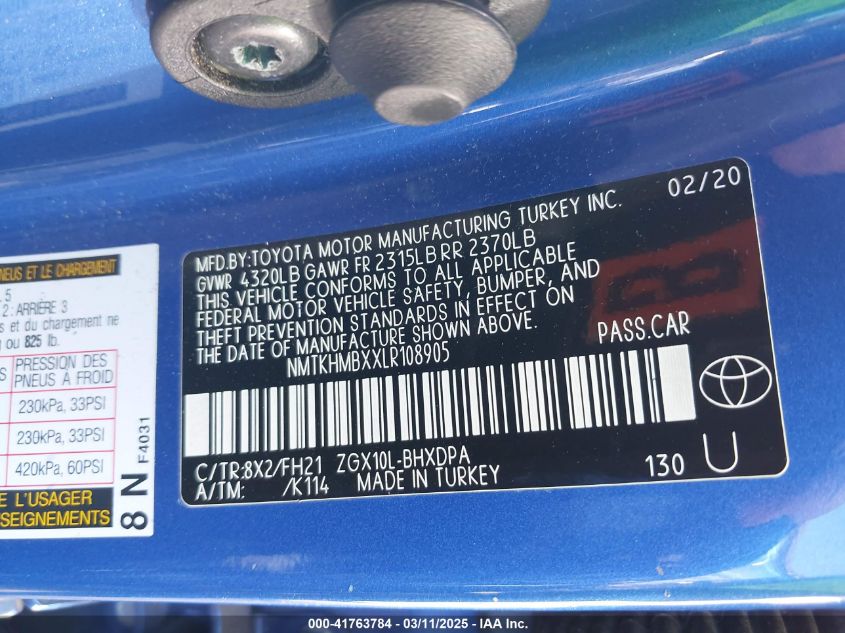 02/20
MFD.BY:TOYOTA MOTOR MANUFACTURING TURKEY INC.
GVWR 4320LB GAWR FR 2315LB RR 2370LB
THIS VEHICLE CONFORMS TO ALL APPLICABLE
FEDERAL MOTOR VEHICLE SAFETY, BUMPER, AND
THEFT PREVENTION STANDARDS IN EFFECT ON
THE DATE OF MANUFACTURE SHOWN ABOVE.
NMTKHMBXXLR108905 PASS.CAR
C/TR:8X2/FH21 ZGX10L-BHXDPA
A/TM: /K114 MADE IN TURKEY
130 U
NEUS ET LE CHARGEMENT
5
2 : ARRIÈRE 3
s et du chargement ne
ou 825 lb.
PRESSION DES
PNEUS A FROID
230kPa, 33PSI
230kPa, 33PSI
420kPa, 60PSI
E L'USAGER
SEIGNEMENTS
8 N F4031
000-41763784 - 03/11/2025 - IAA Inc.